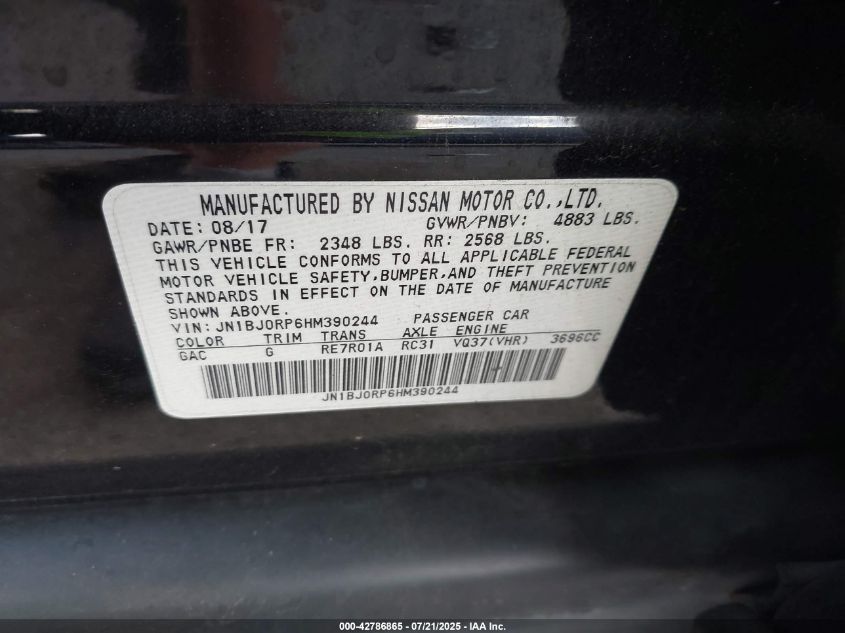 MANUFACTURED BY NISSAN MOTOR CO.,LTD.
DATE: 08/17 GVWR/PNBV: 4883 LBS.
GAWR/PNBE FR: 2348 LBS. RR: 2568 LBS.
THIS VEHICLE CONFORMS TO ALL APPLICABLE FEDERAL
MOTOR VEHICLE SAFETY,BUMPER,AND THEFT PREVENTION
STANDARDS IN EFFECT ON THE DATE OF MANUFACTURE
SHOWN ABOVE.
VIN: JN1BJ0RP6HM390244 PASSENGER CAR
COLOR TRIM TRANS AXLE ENGINE
GAC G RE7R01A RC31 VQ37(VHR) 3696CC
JN1BJ0RP6HM390244
000-42786865 / 07/21/2025 - IAA Inc.